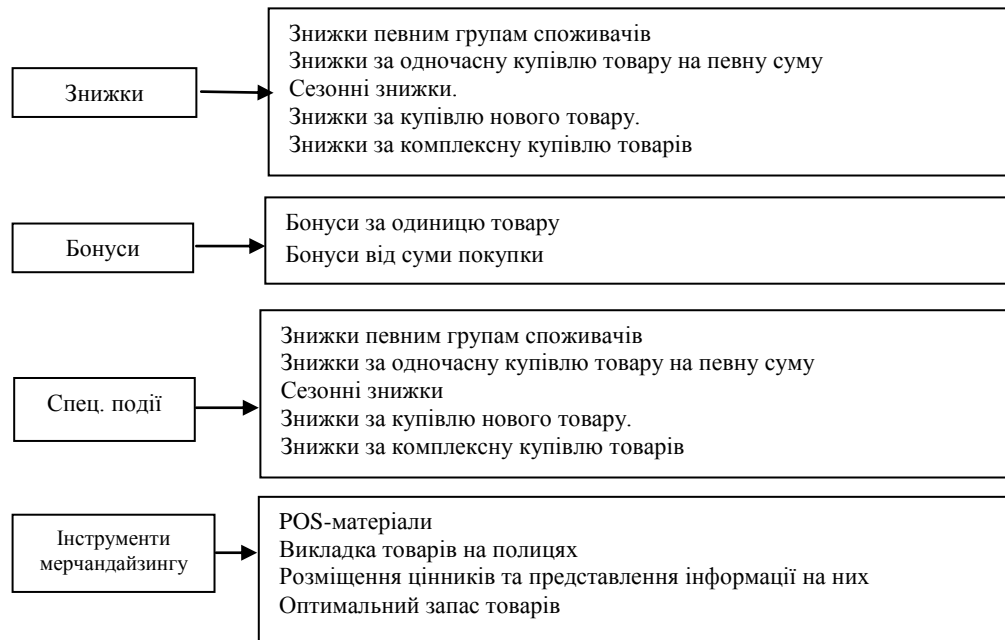 Знижки
Знижки певним групам споживачів
Знижки за одночасну купівлю товару на певну суму
Сезонні знижки.
Знижки за купівлю нового товару.
Знижки за комплексну купівлю товарів
Бонуси
Бонуси за одиницю товару
Бонуси від суми покупки
Спец. події
Знижки певним групам споживачів
Знижки за одночасну купівлю товару на певну суму
Сезонні знижки
Знижки за купівлю нового товару.
Знижки за комплексну купівлю товарів
Інструменти
мерчандайзингу
POS-матеріали
Викладка товарів на полицях
Розміщення цінників та представлення інформації на них
Оптимальний запас товарів